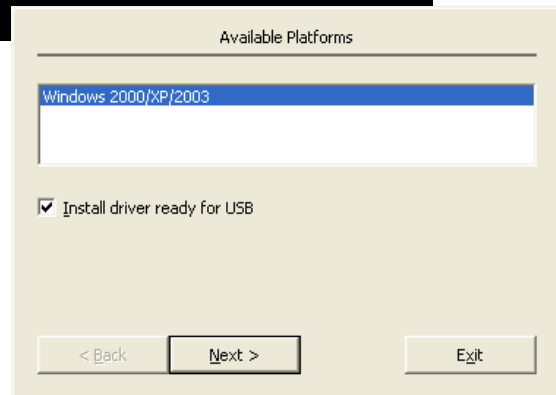 Available Platforms
Windows 2000/XP/2003
Install driver ready for USB
< Back Next > Exit